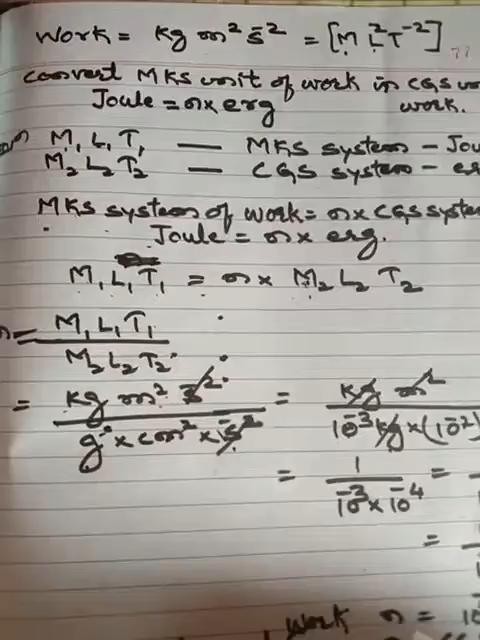 Work = kg m² s⁻² = [M L² T⁻²]
convert MKS unit of work in CGS
Joule = n x erg work.
M₁ L₁ T₁ — MKS system - Jou
M₂ L₂ T₂ — CGS system - er
MKS system of work = n x CGS system
Joule = n x erg.
M₁ L₁ T₁ = n x M₂ L₂ T₂
n = M₁ L₁ T₁ / M₂ L₂ T₂
= kg m² s⁻² / g x cm² x s⁻² = kg m² / 10⁻³ kg x (10⁻²)
= 1 / 10⁻³ x 10⁻⁴ =
=
Work n = 10